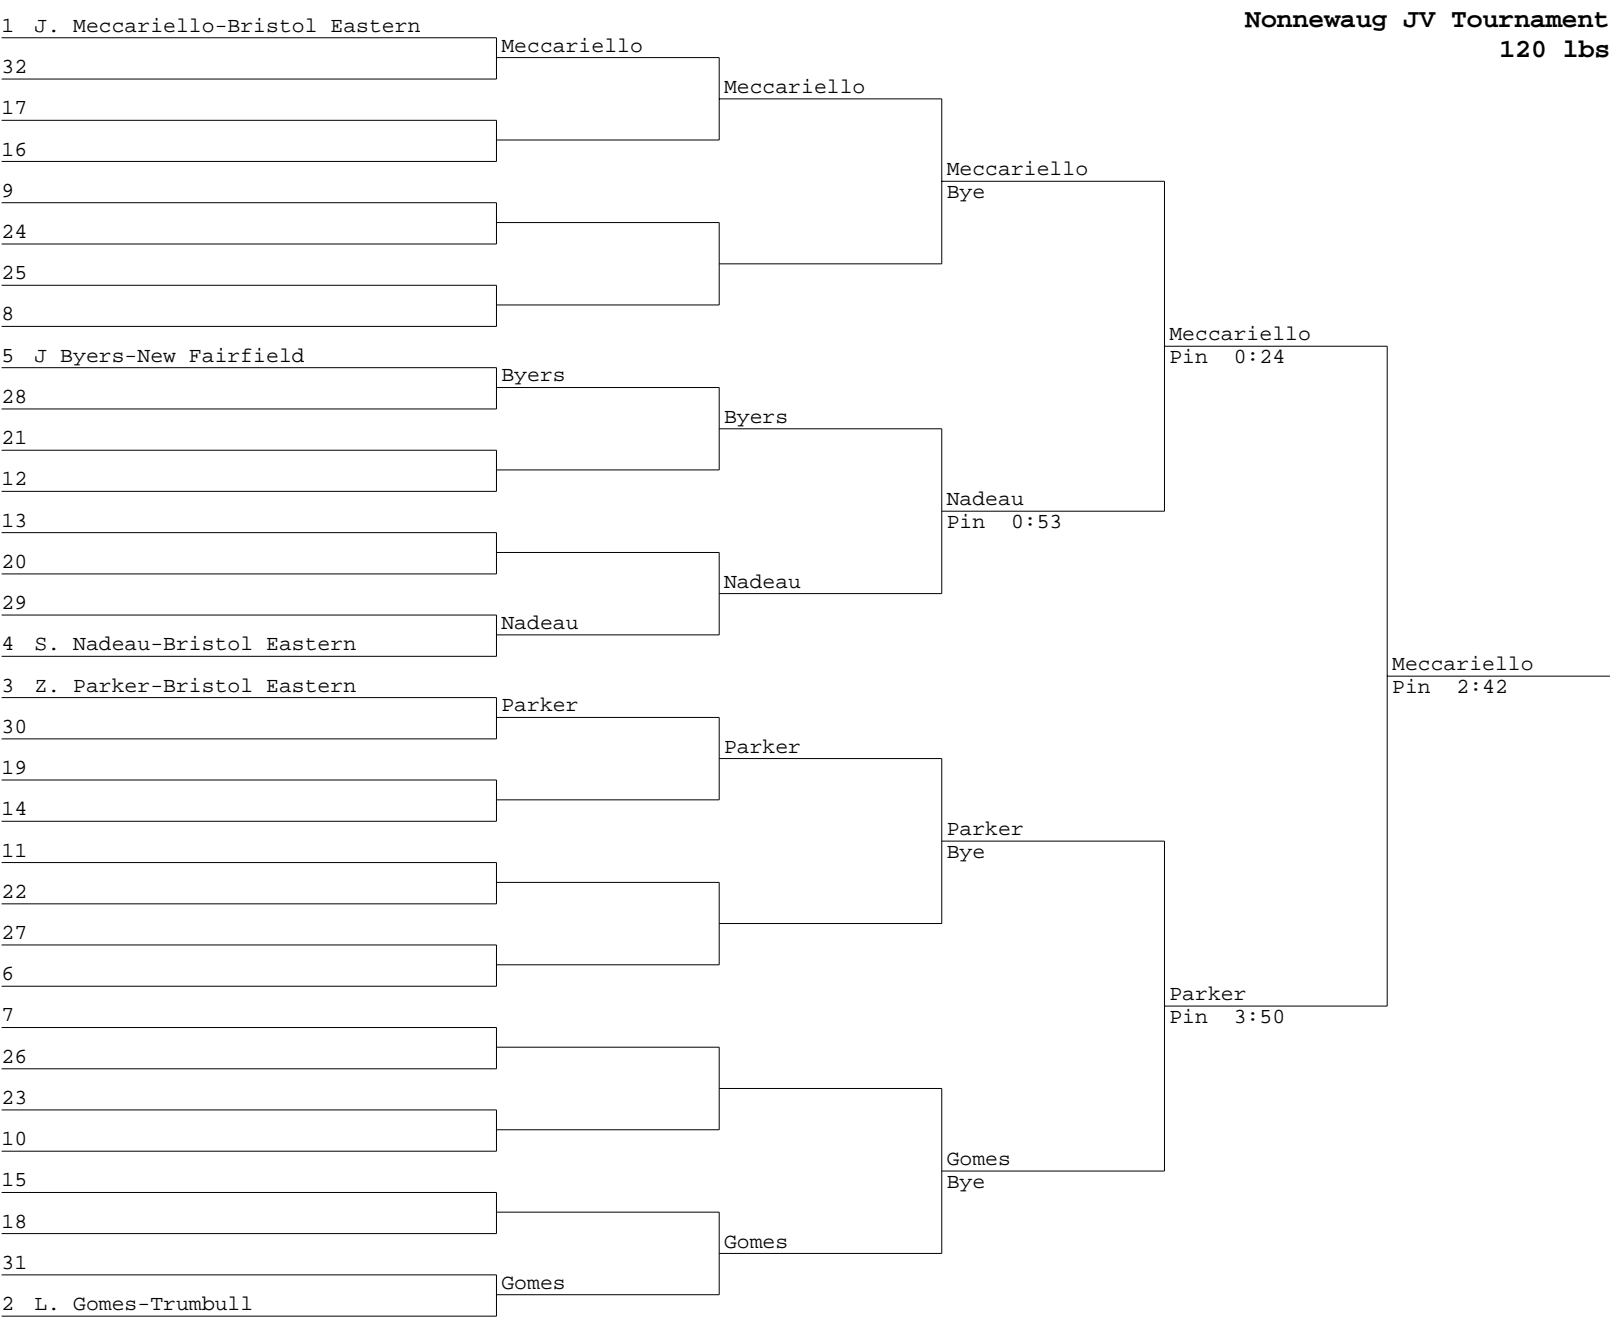 Nonnewaug JV Tournament
120 lbs
1 J. Meccariello-Bristol Eastern
Meccariello
32
Meccariello
17
16
Meccariello
9
Bye
24
25
8
Meccariello
5 J Byers-New Fairfield
Pin 0:24
Byers
28
Byers
21
12
Nadeau
13
Pin 0:53
20
Nadeau
29
Nadeau
4 S. Nadeau-Bristol Eastern
Meccariello
3 Z. Parker-Bristol Eastern
Pin 2:42
Parker
30
Parker
19
14
Parker
11
Bye
22
27
6
Parker
7
Pin 3:50
26
23
10
Gomes
15
Bye
18
Gomes
31
Gomes
2 L. Gomes-Trumbull